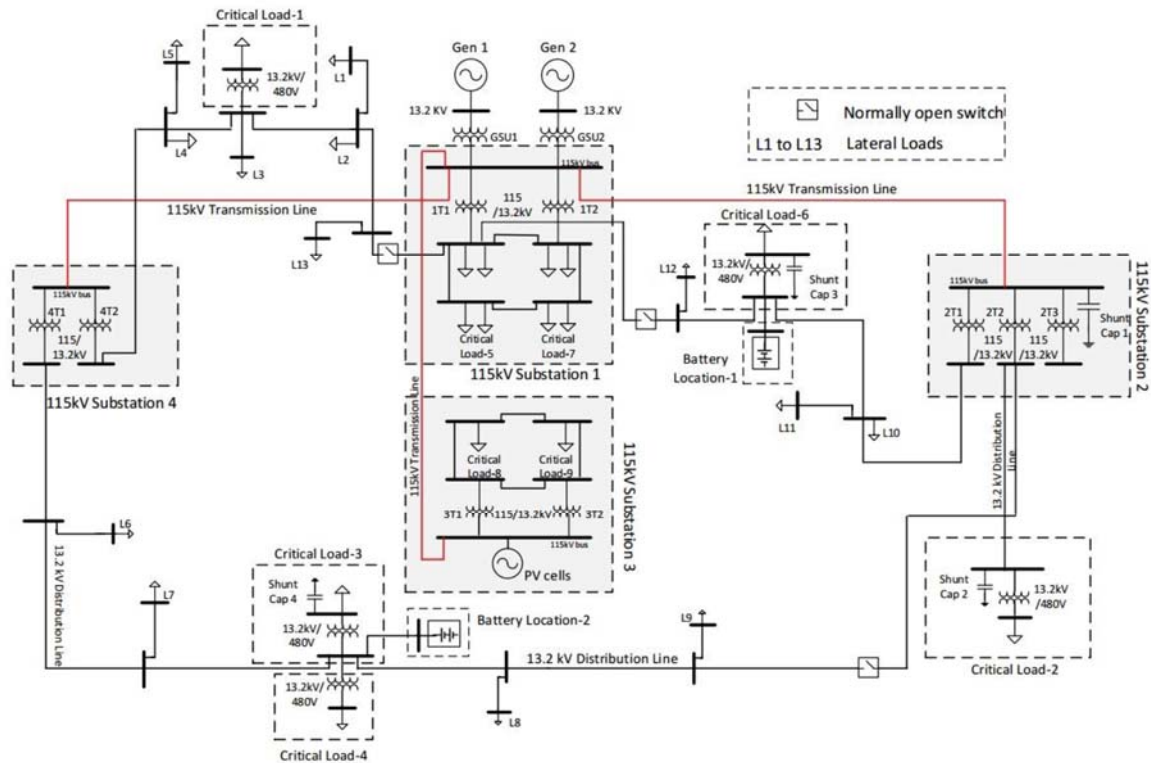 Critical Load-1
L5
13.2kV/
480V
L1
L4
L3
L2
Gen 1
Gen 2
13.2 KV
13.2 KV
GSU1
GSU2
Normally open switch
L1 to L13
Lateral Loads
115kV Transmission Line
115kV bus
1T1
115
/13.2kV
1T2
115kV Transmission Line
L13
Critical
Load-5
Critical
Load-7
115kV Substation 1
Critical Load-6
13.2kV/
480V
Shunt
Cap 3
L12
Battery
Location-1
L11
L10
115kV bus
2T1
2T2
2T3
115
/13.2kV
115
/13.2kV
Shunt
Cap 1
115kV Substation 2
115kV bus
4T1
4T2
115/
13.2kV
115kV Substation 4
115kV Transmission Line
Critical
Load-8
Critical
Load-9
3T1
115/13.2kV
3T2
115kV bus
PV cells
115kV Substation 3
13.2 kV Distribution
Line
L6
13.2 kV Distribution Line
L7
Critical Load-3
Shunt
Cap 4
13.2kV/
480V
13.2kV/
480V
Critical Load-4
Battery Location-2
13.2 kV Distribution Line
L8
L9
Shunt
Cap 2
13.2kV
/480V
Critical Load-2